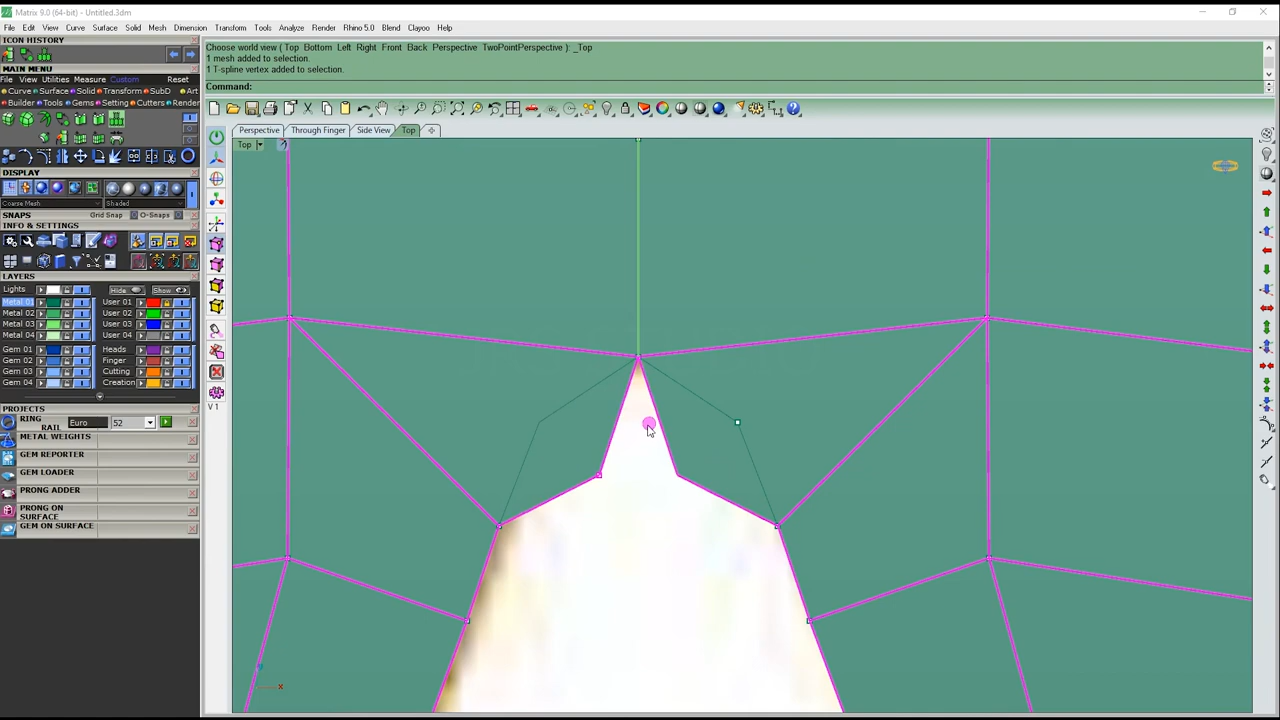 Matrix 9.0 (64-bit) - Untitled.3dm
File Edit View Curve Surface Solid Mesh Dimension Transform Tools Analyze Render Rhino 5.0 Blend Clayoo Help
ICON HISTORY
Choose world view ( Top Bottom Left Right Front Back Perspective TwoPointPerspective ): _Top
1 mesh added to selection.
1 T-spline vertex added to selection.
Command:
MAIN MENU
File View Utilities Measure Custom Reset
Curve Surface Solid Transform SubD Art
Builder Tools Gems Setting Cutters Render
Perspective Through Finger Side View Top
Top
DISPLAY
Coarse Mesh Shaded
SNAPS Grid Snap O-Snaps
INFO & SETTINGS
LAYERS
Lights Hide Show
Metal 01 User 01
Metal 02 User 02
Metal 03 User 03
Metal 04 User 04
Gem 01 Heads
Gem 02 Finger
Gem 03 Cutting
Gem 04 Creation
V 1
PROJECTS
RING RAIL Euro 52
METAL WEIGHTS
GEM REPORTER
GEM LOADER
PRONG ADDER
PRONG ON SURFACE
GEM ON SURFACE
x